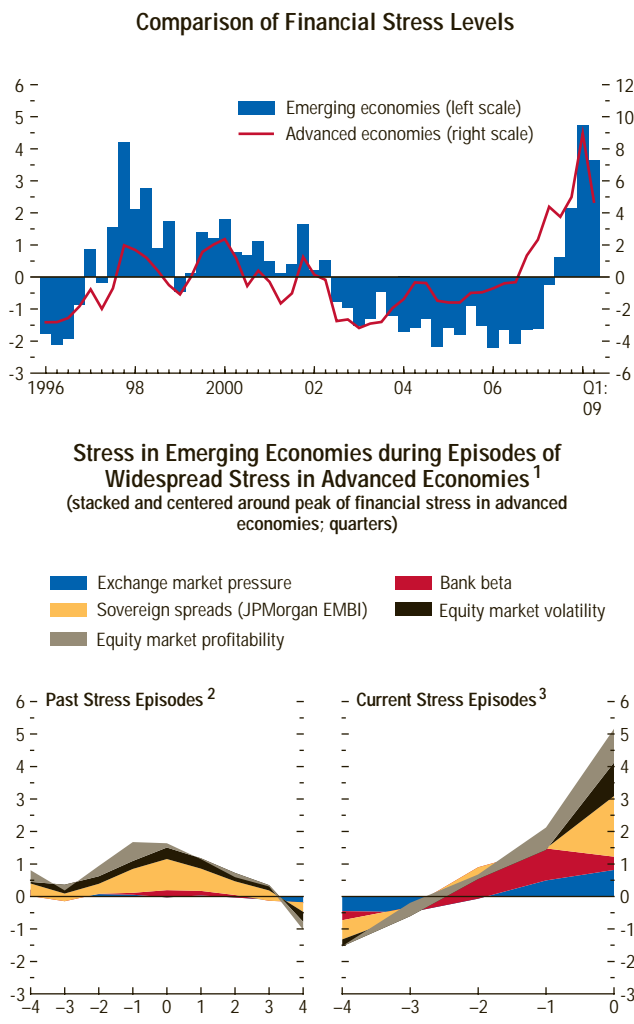 Comparison of Financial Stress Levels
6
5
4
3
2
1
0
-1
-2
-3
12
10
8
6
4
2
0
-2
-4
-6
Emerging economies (left scale)
Advanced economies (right scale)
1996
98
2000
02
04
06
Q1:
09
Stress in Emerging Economies during Episodes of
Widespread Stress in Advanced Economies 1
(stacked and centered around peak of financial stress in advanced
economies; quarters)
Exchange market pressure
Bank beta
Sovereign spreads (JPMorgan EMBI)
Equity market volatility
Equity market profitability
Past Stress Episodes 2
6
5
4
3
2
1
0
-1
-2
-3
–4 –3 –2 –1 0 1 2 3 4
Current Stress Episodes 3
6
5
4
3
2
1
0
-1
-2
-3
–4 –3 –2 –1 0